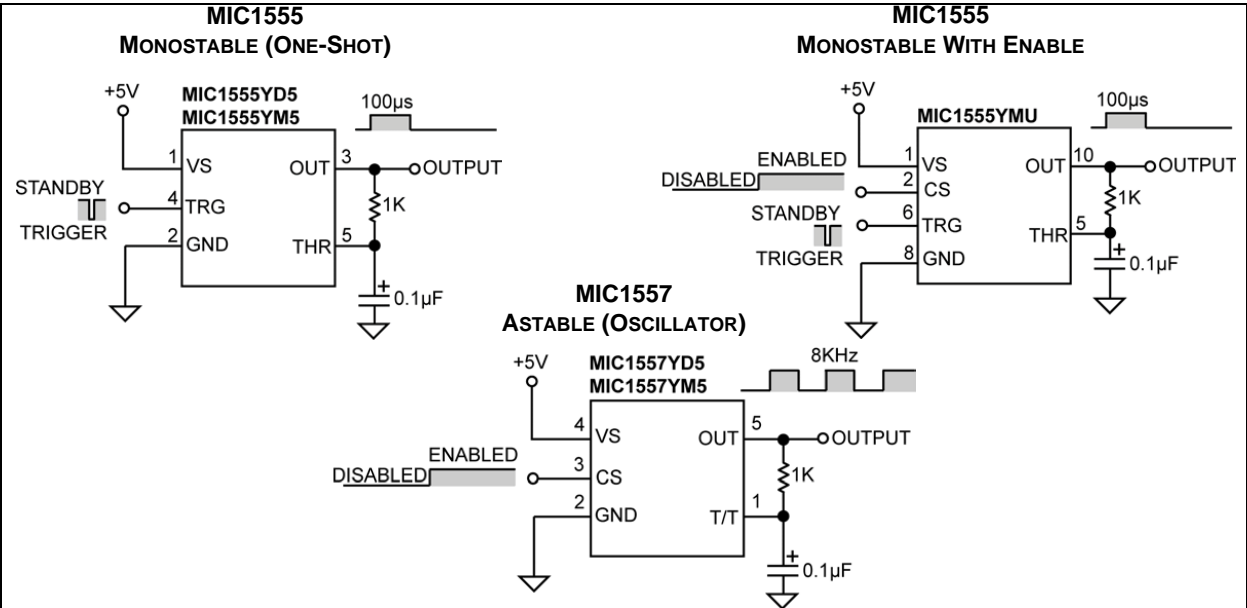 MIC1555
MONOSTABLE (ONE-SHOT)
+5V
MIC1555YD5
MIC1555YM5
100µs
1
VS
OUT
3
OUTPUT
STANDBY
4
TRG
1K
TRIGGER
2
GND
THR
5
+
0.1µF
MIC1555
MONOSTABLE WITH ENABLE
+5V
MIC1555YMU
100µs
ENABLED
1
VS
OUT
10
OUTPUT
DISABLED
2
CS
STANDBY
6
TRG
1K
TRIGGER
THR
5
8
GND
+
0.1µF
MIC1557
ASTABLE (OSCILLATOR)
+5V
MIC1557YD5
MIC1557YM5
8KHz
4
VS
OUT
5
OUTPUT
ENABLED
DISABLED
3
CS
1K
2
GND
T/T
1
+
0.1µF